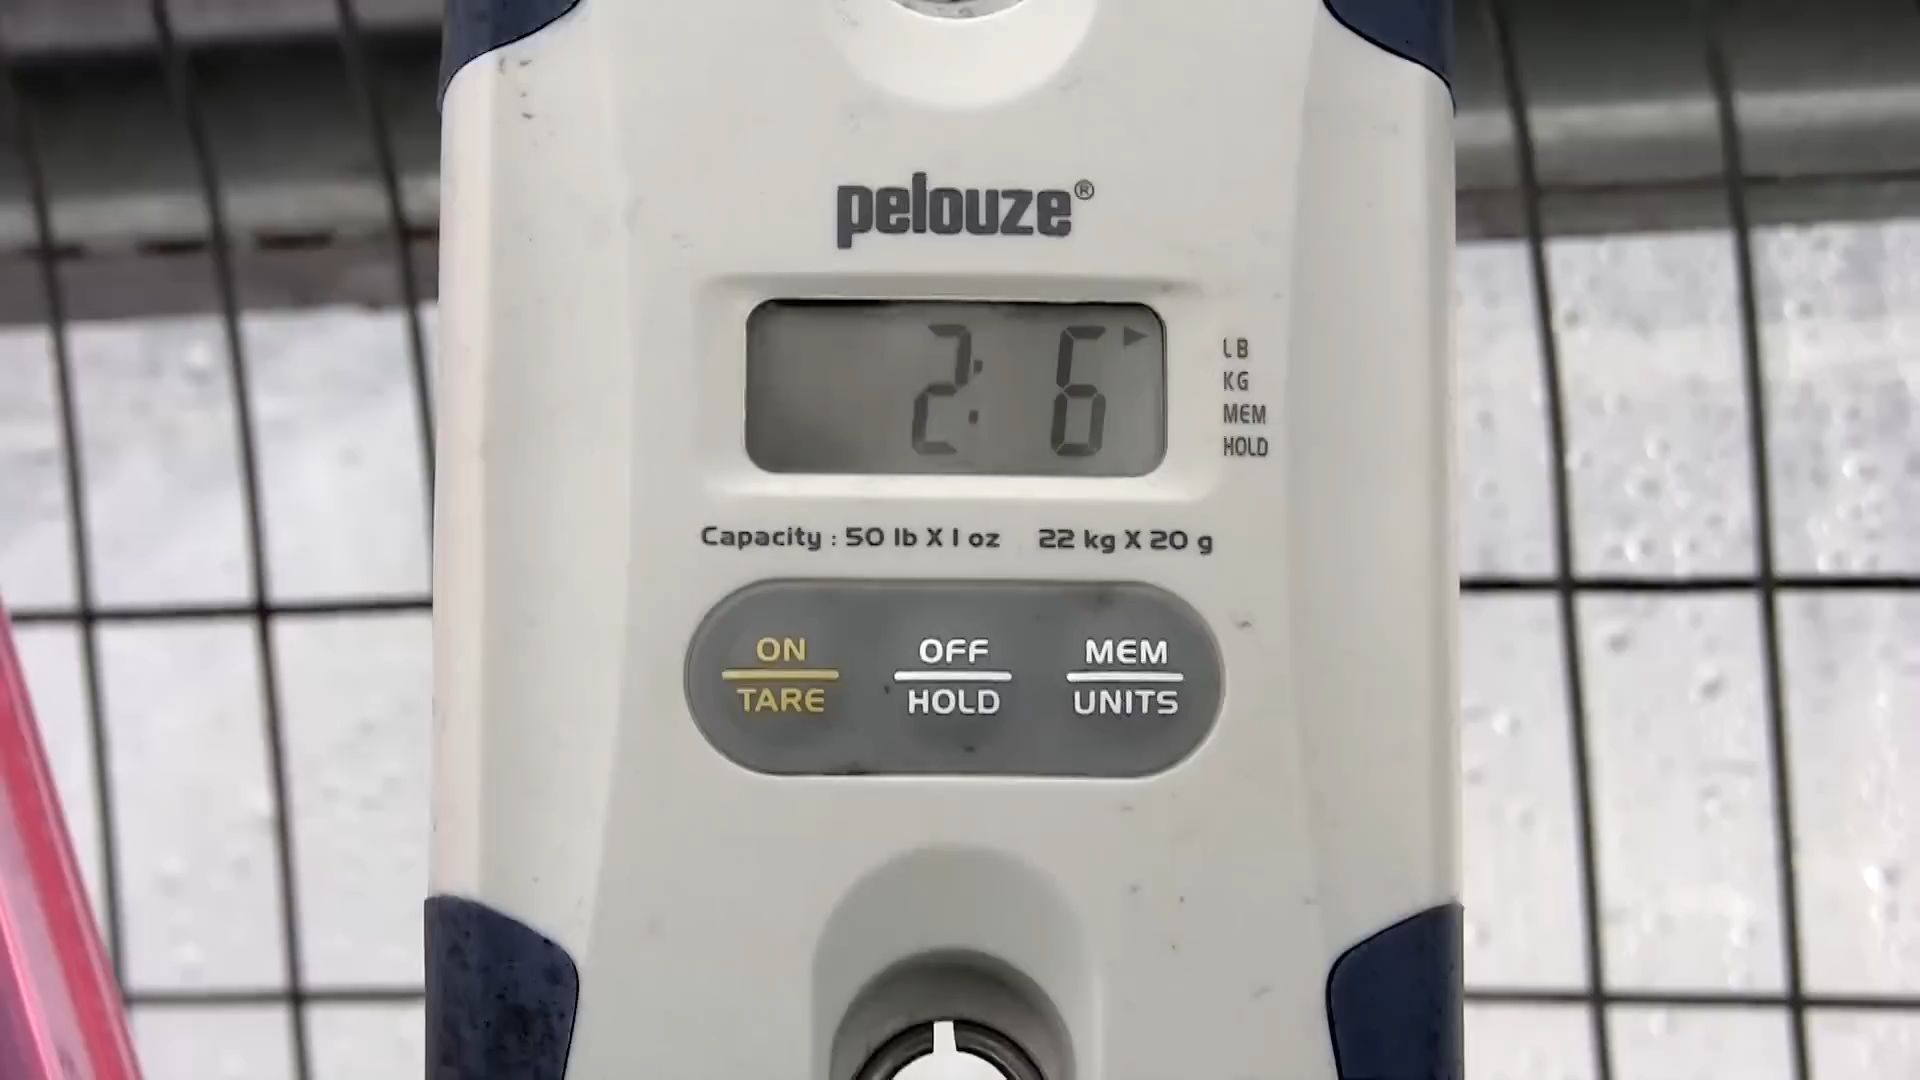 pelouze®
2: 6
LB
KG
MEM
HOLD
Capacity : 50 lb X 1 oz 22 kg X 20 g
ON OFF MEM
TARE HOLD UNITS